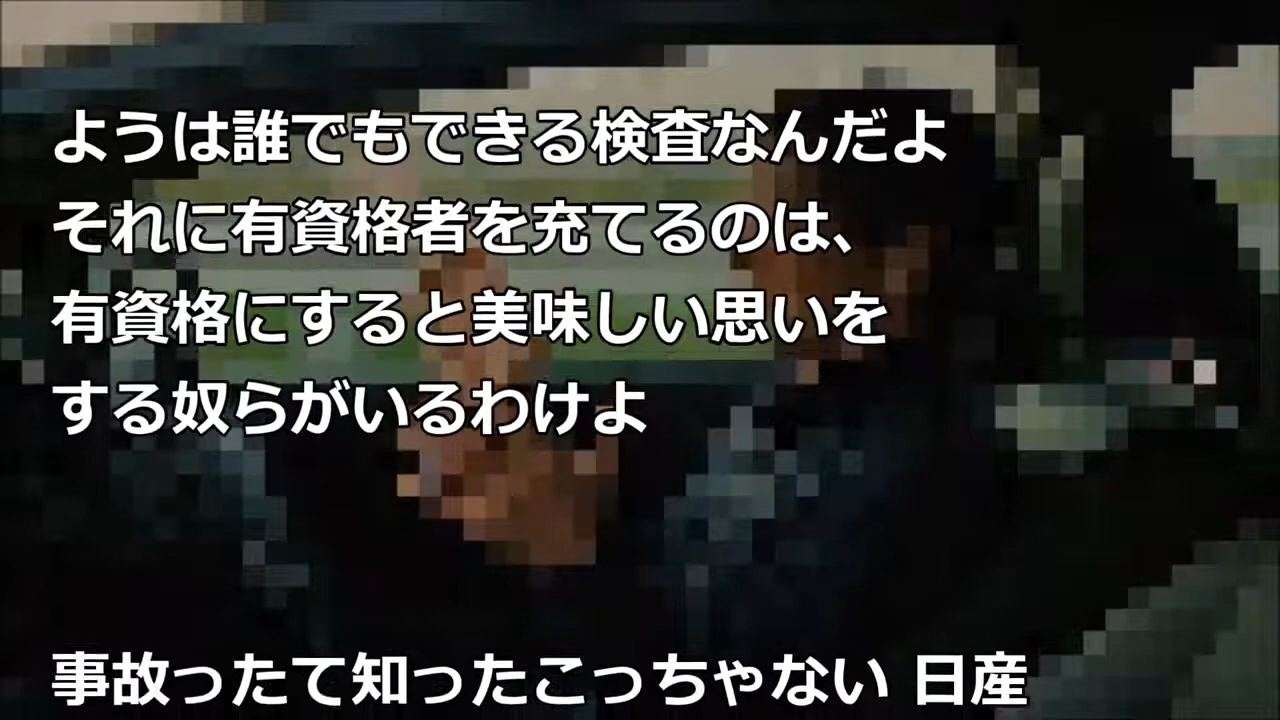 ようは誰でもできる検査なんだよ
それに有資格者を充てるのは、
有資格にすると美味しい思いを
する奴らがいるわけよ
事故ったて知ったこっちゃない 日産